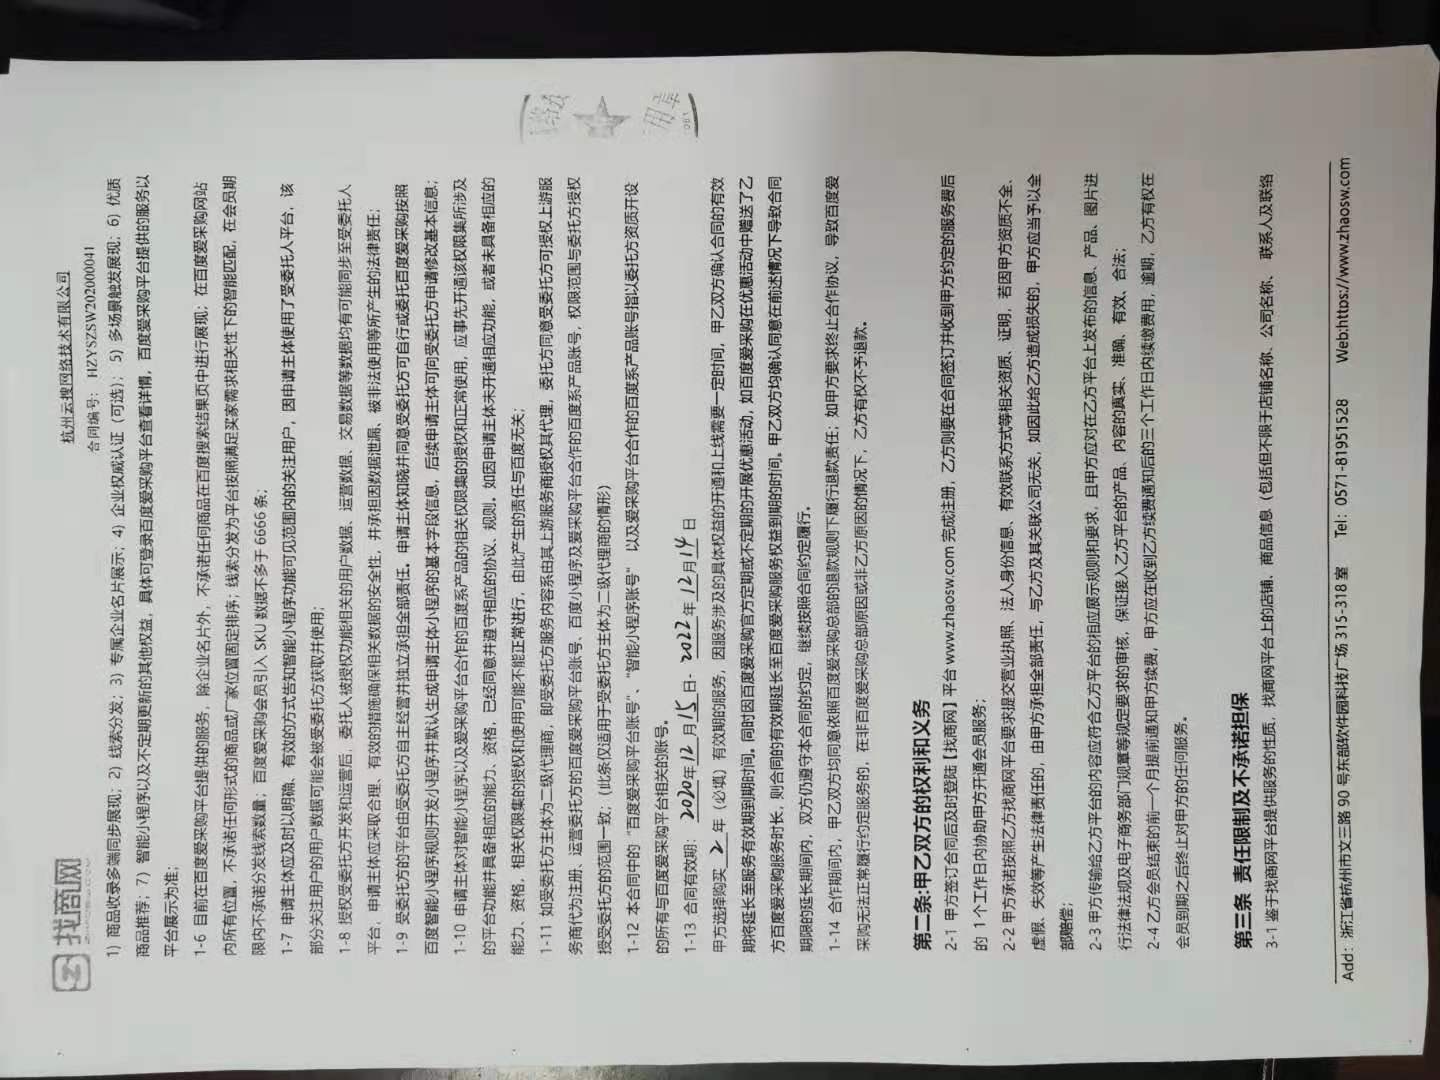 找商网
杭州云搜网络技术有限公司
合同编号： HZYSZSW202000041
1）商品收录多端同步展现；2）线索分发；3）专属企业名片展示；4）企业权威认证（可选）；5）多场景触发展现；6）优质
商品推荐；7）智能小程序以及不定期更新的其他权益，具体可登录百度爱采购平台查看详情，百度爱采购平台提供的服务以
平台展示为准；
1-6 目前在百度爱采购平台提供的服务，除企业名片外，不承诺任何商品在百度搜索结果页中进行展现；在百度爱采购网站
内所有位置，不承诺任何形式的商品或厂家位置固定排序；线索分发为平台按照满足买家需求相关性下的智能匹配，在会员期
限内不承诺分发线索数量；百度爱采购会员引入 SKU 数据不多于 6666 条；
1-7 申请主体应及时以明确、有效的方式告知智能小程序功能可见范围内的关注用户，因申请主体使用了受委托人平台，该
部分关注用户的用户数据可能会被受委托方获取并使用；
1-8 授权受委托方开发和运营后，委托人被授权功能相关的用户数据、运营数据、交易数据等数据均有可能同步至受委托人
平台，申请主体应采取合理、有效的措施确保相关数据的安全性，并承担因数据泄漏、被非法使用等所产生的法律责任；
1-9 受委托方的平台由受委托方自主经营并独立承担全部责任。申请主体知晓并同意受委托方可自行或委托百度爱采购按照
百度智能小程序规则开发小程序并默认生成申请主体小程序的基本字段信息，后续申请主体可向受委托方申请修改基本信息；
1-10 申请主体对智能小程序以及爱采购平台合作的百度系产品的相关权限集的授权和正常使用，应事先开通该权限集所涉及
的平台功能并具备相应的能力、资格，已经同意并遵守相应的协议、规则。如因申请主体未开通相应功能，或者未具备相应的
能力、资格，相关权限集的授权和使用可能不能正常进行，由此产生的责任与百度无关；
1-11 如受委托方主体为二级代理商，即受委托方服务内容系由其上游服务商授权其代理，委托方同意受委托方可授权上游服
务商代为注册、运营委托方的百度爱采购平台账号、百度小程序及爱采购平台合作的百度系产品账号，权限范围与委托方授权
授受委托方的范围一致；（此条仅适用于受委托方主体为二级代理商的情形）
1-12 本合同中的“百度爱采购平台账号”、“智能小程序账号” 以及爱采购平台合作的百度系产品账号指以委托方资质开设
的所有与百度爱采购平台相关的账号。
1-13 合同有效期： 2020年12月15日- 2022年12月14日
甲方选择购买 2 年（必填）有效期的服务，因服务涉及的具体权益的开通和上线需要一定时间，甲乙双方确认合同的有效
期将延长至服务有效期到期时间。同时因百度爱采购官方定期或不定期的开展优惠活动，如百度爱采购在优惠活动中赠送了乙
方百度爱采购服务时长，则合同的有效期延长至百度爱采购服务权益到期的时间。甲乙双方均确认同意在前述情况下导致合同
期限的延长期间内，双方仍遵守本合同的约定，继续按照合同约定履行。
1-14 合作期间内，甲乙双方均同意依照百度爱采购总部的退款规则下履行退款责任；如甲方要求终止合作协议，导致百度爱
采购无法正常履行约定服务的，在非百度爱采购总部原因或非乙方原因的情况下，乙方有权不予退款。
第二条:甲乙双方的权利和义务
2-1 甲方签订合同后及时登陆【找商网】平台 www.zhaosw.com 完成注册，乙方则要在合同签订并收到甲方约定的服务费后
的 1 个工作日内协助甲方开通会员服务；
2-2 甲方承诺按照乙方找商网平台要求提交营业执照、法人身份信息、有效联系方式等相关资质、证明，若因甲方资质不全、
虚假、失效等产生法律责任的，由甲方承担全部责任，与乙方及其关联公司无关，如因此给乙方造成损失的，甲方应当予以全
部赔偿；
2-3 甲方传输给乙方平台的内容应符合乙方平台的相应展示规则和要求，且甲方应对在乙方平台上发布的信息、产品、图片进
行法律法规及电子商务部门规章等规定要求的审核，保证接入乙方平台的产品、内容的真实、准确、有效、合法；
2-4 乙方会员结束的前一个月提前通知甲方续费，甲方应在收到乙方续费通知后的三个工作日内续缴费用，逾期，乙方有权在
会员到期之后终止对甲方的任何服务。
第三条 责任限制及不承诺担保
3-1 鉴于找商网平台提供服务的性质，找商网平台上的店铺、商品信息（包括但不限于店铺名称、公司名称、 联系人及联络
Add：浙江省杭州市文三路 90 号东部软件园科技广场 315-318 室 Tel：0571-81951528 Web:https://www.zhaosw.com
用章